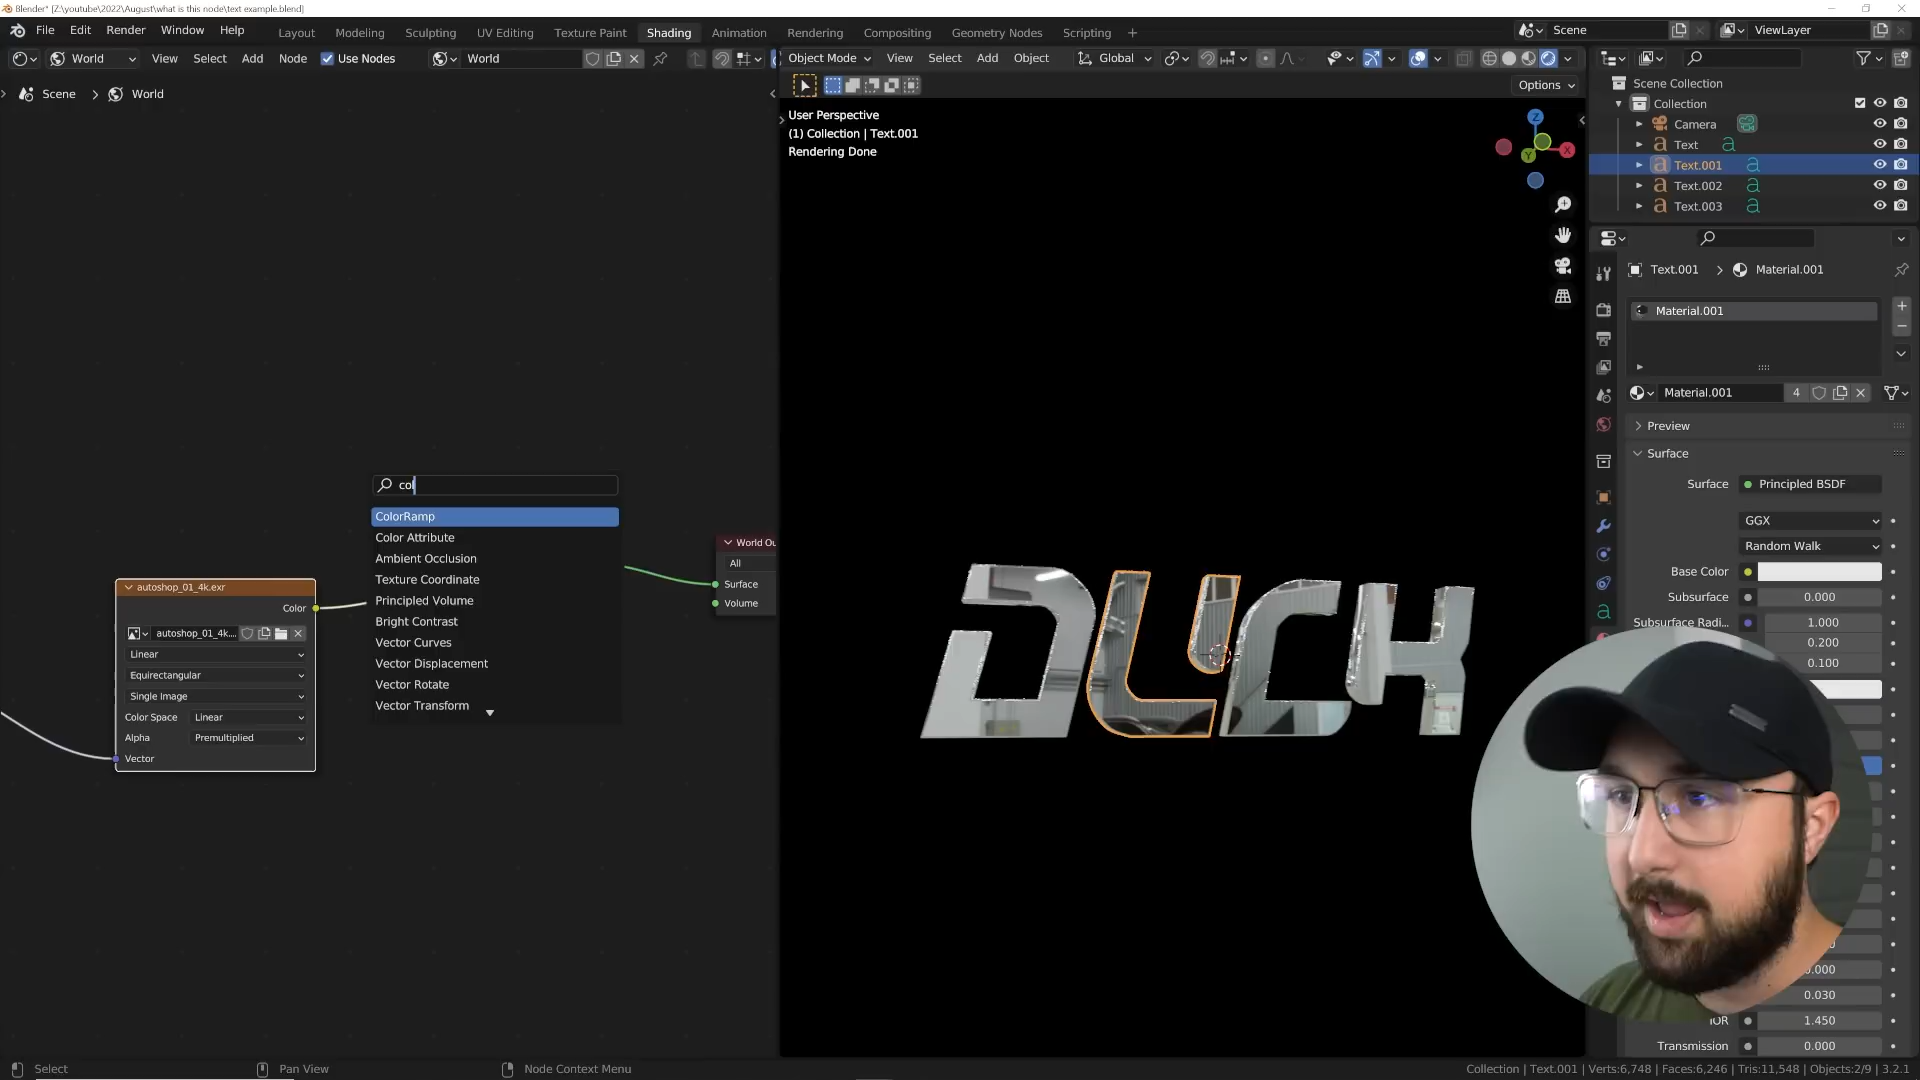 Blender* [Z:\youtube\2022\August\what is this node\text example.blend]
File Edit Render Window Help Layout Modeling Sculpting UV Editing Texture Paint Shading Animation Rendering Compositing Geometry Nodes Scripting + Scene ViewLayer
World View Select Add Node Use Nodes World Object Mode View Select Add Object Global
Options
Scene > World
User Perspective
(1) Collection | Text.001
Rendering Done
Z
X
Y
Scene Collection
Collection
Camera
Text
Text.001
Text.002
Text.003
Text.001 > Material.001
Material.001
Material.001 4
Preview
Surface
Surface Principled BSDF
GGX
Random Walk
Base Color
Subsurface 0.000
Subsurface Radi... 1.000
0.200
0.100
0.030
IOR 1.450
Transmission 0.000
col
ColorRamp
Color Attribute
Ambient Occlusion
Texture Coordinate
Principled Volume
Bright Contrast
Vector Curves
Vector Displacement
Vector Rotate
Vector Transform
autoshop_01_4k.exr
Color
autoshop_01_4k....
Linear
Equirectangular
Single Image
Color Space Linear
Alpha Premultiplied
Vector
World Ou
All
Surface
Volume
DUCH
Select Pan View Node Context Menu
Collection | Text.001 | Verts:6,748 | Faces:6,246 | Tris:11,548 | Objects:2/9 | 3.2.1